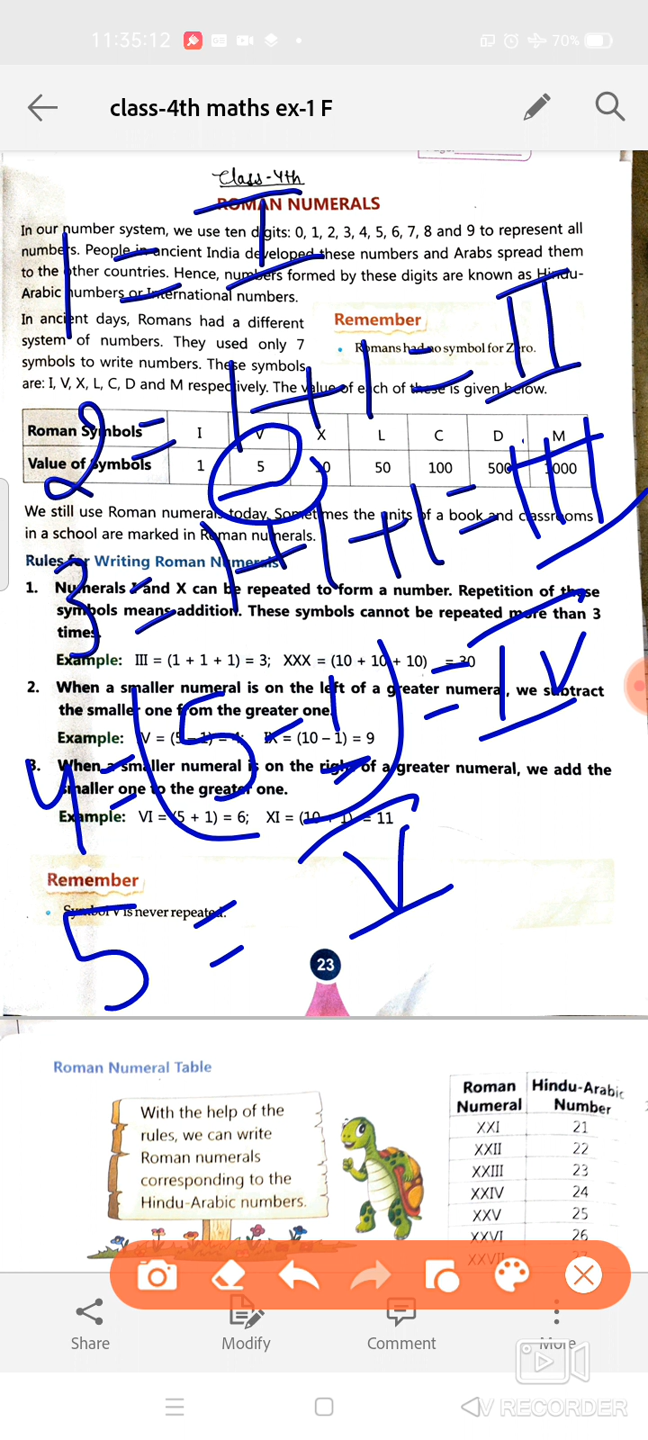 11:35:12
70%
class-4th maths ex-1 F
Class-4th
ROMAN NUMERALS
In our number system, we use ten digits: 0, 1, 2, 3, 4, 5, 6, 7, 8 and 9 to represent all
numbers. People in ancient India developed these numbers and Arabs spread them
to the other countries. Hence, numbers formed by these digits are known as Hindu-
Arabic numbers or International numbers.
In ancient days, Romans had a different
system of numbers. They used only 7
symbols to write numbers. These symbols
are: I, V, X, L, C, D and M respectively. The value of each of these is given below.
Remember
• Romans had no symbol for Zero.
Roman Symbols I V X L C D M
Value of Symbols 1 5 10 50 100 500 1000
We still use Roman numerals today. Sometimes the units of a book and classrooms
in a school are marked in Roman numerals.
Rules for Writing Roman Numerals
1. Numerals I and X can be repeated to form a number. Repetition of these
symbols means addition. These symbols cannot be repeated more than 3
times.
Example: III = (1 + 1 + 1) = 3; XXX = (10 + 10 + 10) = 30
2. When a smaller numeral is on the left of a greater numeral, we subtract
the smaller one from the greater one.
Example: IV = (5 – 1) = 4; IX = (10 – 1) = 9
3. When a smaller numeral is on the right of a greater numeral, we add the
smaller one to the greater one.
Example: VI = (5 + 1) = 6; XI = (10 + 1) = 11
Remember
• Symbol V is never repeated.
1 = I
2 = 1 + 1 = II
3 = 1 + 1 + 1 = III
4 = (5 - 1) = IV
5 = V
23
Roman Numeral Table
With the help of the
rules, we can write
Roman numerals
corresponding to the
Hindu-Arabic numbers.
Roman Hindu-Arabic
Numeral Number
XXI 21
XXII 22
XXIII 23
XXIV 24
XXV 25
XXVI 26
XXVII 27
Share
Modify
Comment
More
V RECORDER